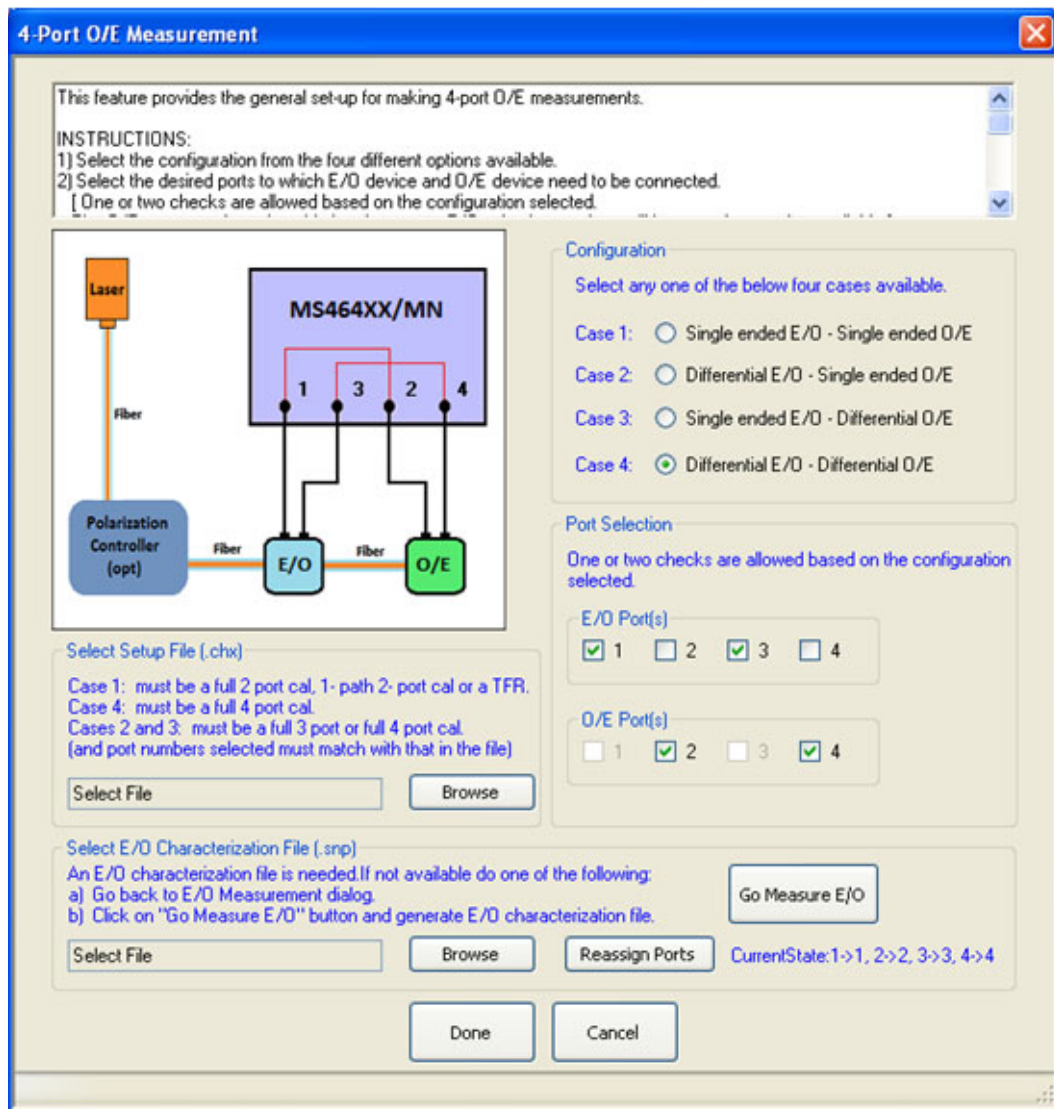 4-Port O/E Measurement
This feature provides the general set-up for making 4-port O/E measurements.
INSTRUCTIONS:
1) Select the configuration from the four different options available.
2) Select the desired ports to which E/O device and O/E device need to be connected.
[ One or two checks are allowed based on the configuration selected.
Laser
Fiber
MS464XX/MN
1 3 2 4
Polarization
Controller
(opt)
Fiber
E/O
Fiber
O/E
Configuration
Select any one of the below four cases available.
Case 1: Single ended E/O - Single ended O/E
Case 2: Differential E/O - Single ended O/E
Case 3: Single ended E/O - Differential O/E
Case 4: Differential E/O - Differential O/E
Port Selection
One or two checks are allowed based on the configuration
selected.
E/O Port(s)
1 2 3 4
O/E Port(s)
1 2 3 4
Select Setup File (.chx)
Case 1: must be a full 2 port cal, 1- path 2- port cal or a TFR.
Case 4: must be a full 4 port cal.
Cases 2 and 3: must be a full 3 port or full 4 port cal.
(and port numbers selected must match with that in the file)
Select File
Browse
Select E/O Characterization File (.snp)
An E/O characterization file is needed.If not available do one of the following:
a) Go back to E/O Measurement dialog.
b) Click on "Go Measure E/O" button and generate E/O characterization file.
Go Measure E/O
Select File
Browse
Reassign Ports
CurrentState:1->1, 2->2, 3->3, 4->4
Done
Cancel